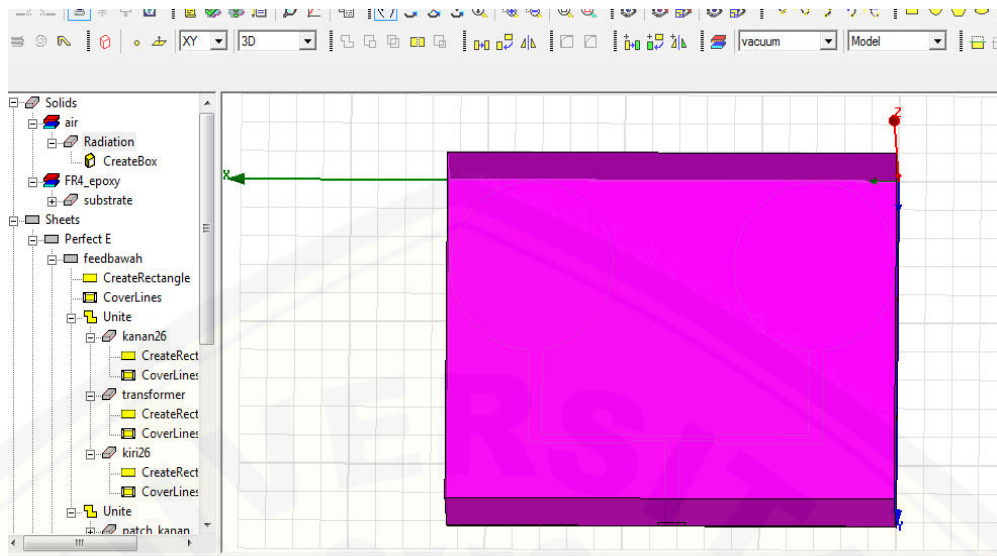 XY
3D
vacuum
Model
Solids
air
Radiation
CreateBox
FR4_epoxy
substrate
Sheets
Perfect E
feedbawah
CreateRectangle
CoverLines
Unite
kanan26
CreateRect
CoverLines
transformer
CreateRect
CoverLines
kiri26
CreateRect
CoverLines
Unite
patch_kanan
Z
X
Y